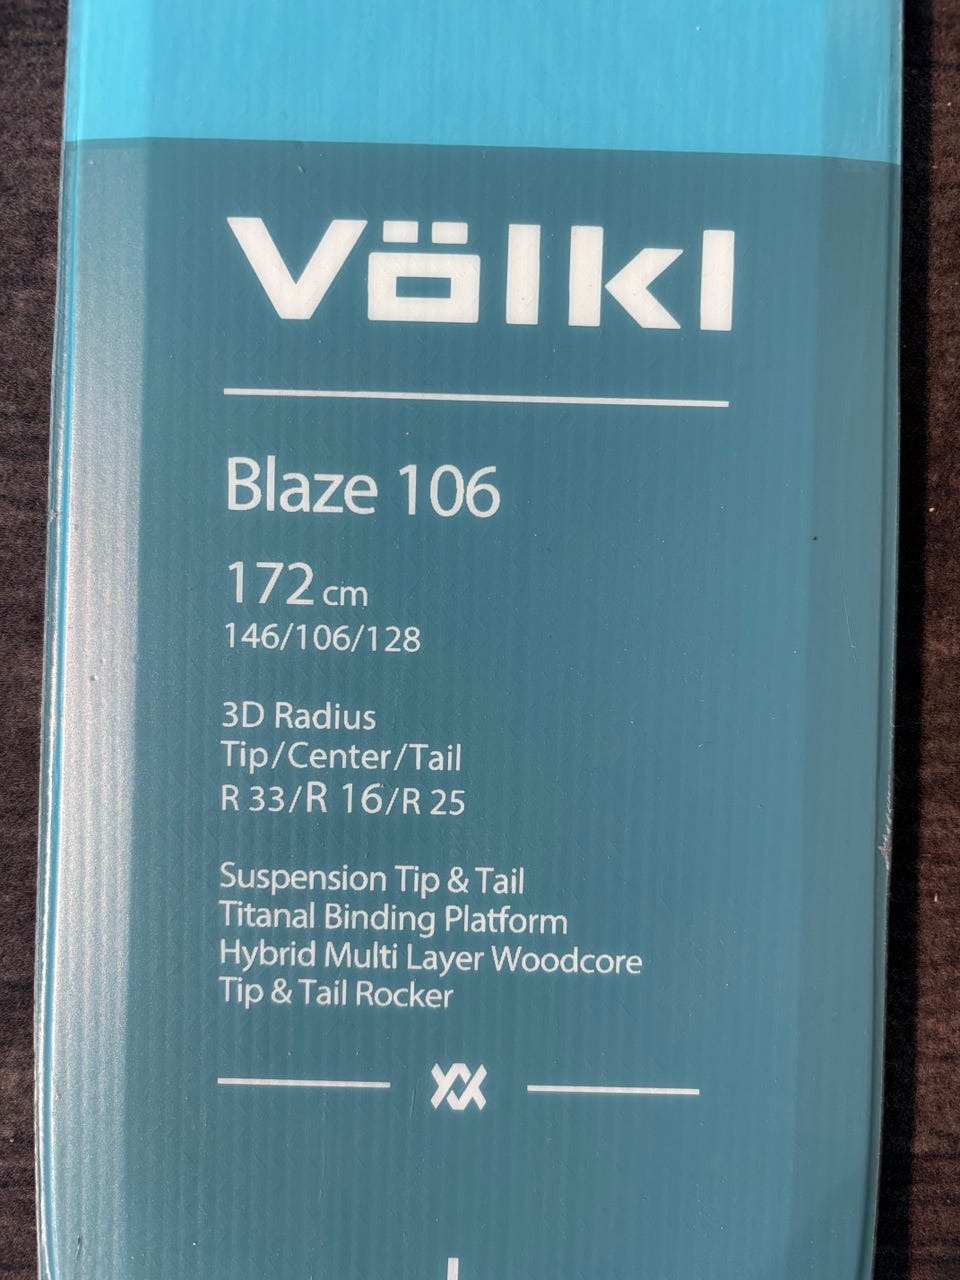 Völkl
Blaze 106
172 cm
146/106/128
3D Radius
Tip/Center/Tail
R 33/R 16/R 25
Suspension Tip & Tail
Titanal Binding Platform
Hybrid Multi Layer Woodcore
Tip & Tail Rocker